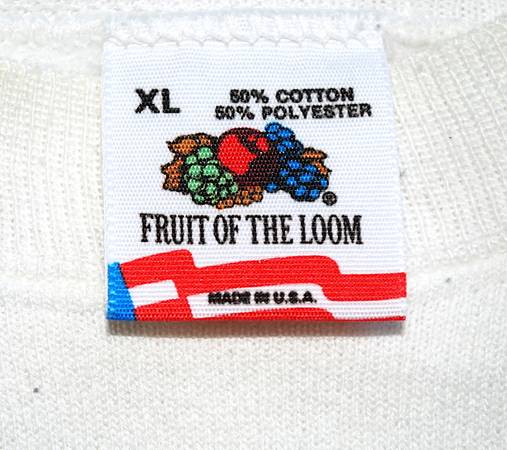 XL
50% COTTON
50% POLYESTER
®
FRUIT OF THE LOOM
MADE IN U.S.A.